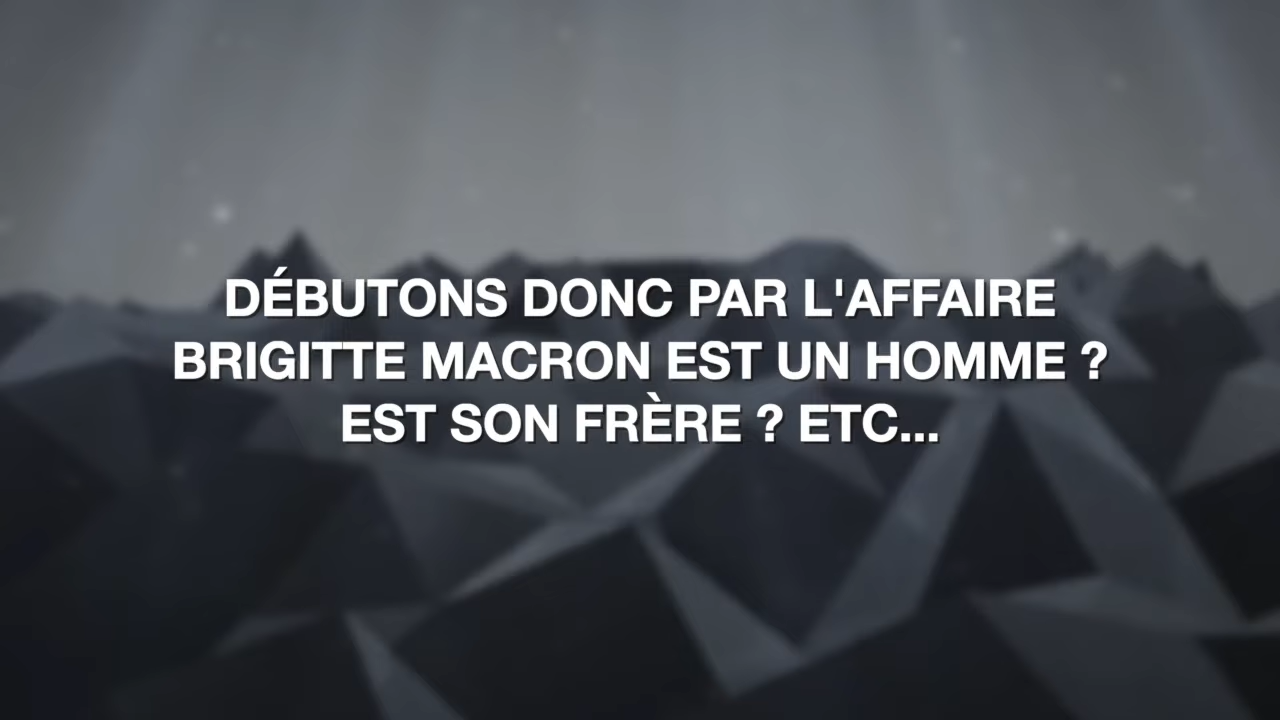 DÉBUTONS DONC PAR L'AFFAIRE
BRIGITTE MACRON EST UN HOMME ?
EST SON FRÈRE ? ETC...